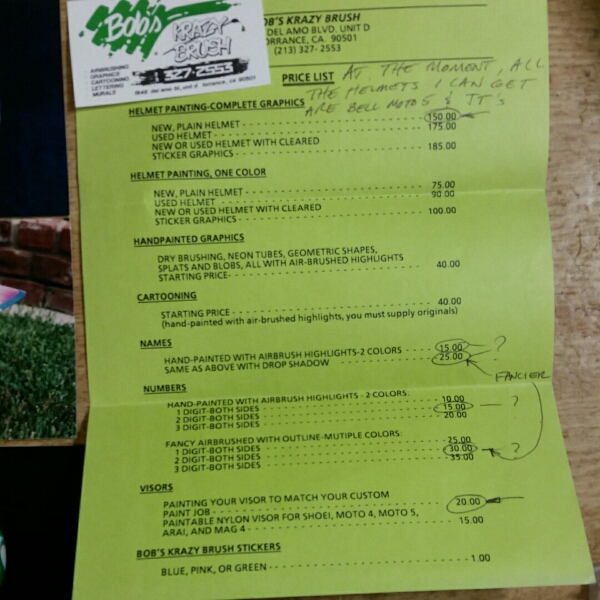 BOB'S
KRAZY
BRUSH
327-2553
AIRBRUSHING
GRAPHICS
CARTOONING
LETTERING
MURALS
1946 del amo bl, unit d torrance, ca 90501
BOB'S KRAZY BRUSH
DEL AMO BLVD. UNIT D
TORRANCE, CA. 90501
(213) 327-2553
PRICE LIST
AT THE MOMENT, ALL
THE HELMETS I CAN GET
ARE BELL MOTO 5 & IT'S
HELMET PAINTING-COMPLETE GRAPHICS
NEW, PLAIN HELMET 150.00
USED HELMET 175.00
NEW OR USED HELMET WITH CLEARED
STICKER GRAPHICS 185.00
HELMET PAINTING, ONE COLOR
NEW, PLAIN HELMET 75.00
USED HELMET 90.00
NEW OR USED HELMET WITH CLEARED
STICKER GRAPHICS 100.00
HANDPAINTED GRAPHICS
DRY BRUSHING, NEON TUBES, GEOMETRIC SHAPES,
SPLATS AND BLOBS, ALL WITH AIR-BRUSHED HIGHLIGHTS
STARTING PRICE 40.00
CARTOONING
STARTING PRICE 40.00
(hand-painted with air-brushed highlights, you must supply originals)
NAMES
HAND-PAINTED WITH AIRBRUSH HIGHLIGHTS-2 COLORS 15.00 ?
SAME AS ABOVE WITH DROP SHADOW 25.00
FANCIER
NUMBERS
HAND-PAINTED WITH AIRBRUSH HIGHLIGHTS - 2 COLORS:
1 DIGIT-BOTH SIDES 10.00
2 DIGIT-BOTH SIDES 15.00 ?
3 DIGIT-BOTH SIDES 20.00
FANCY AIRBRUSHED WITH OUTLINE-MUTIPLE COLORS:
1 DIGIT-BOTH SIDES 25.00
2 DIGIT-BOTH SIDES 30.00 ?
3 DIGIT-BOTH SIDES 35.00
VISORS
PAINTING YOUR VISOR TO MATCH YOUR CUSTOM
PAINT JOB 20.00
PAINTABLE NYLON VISOR FOR SHOEI, MOTO 4, MOTO 5,
ARAI, AND MAG 4 15.00
BOB'S KRAZY BRUSH STICKERS
BLUE, PINK, OR GREEN 1.00